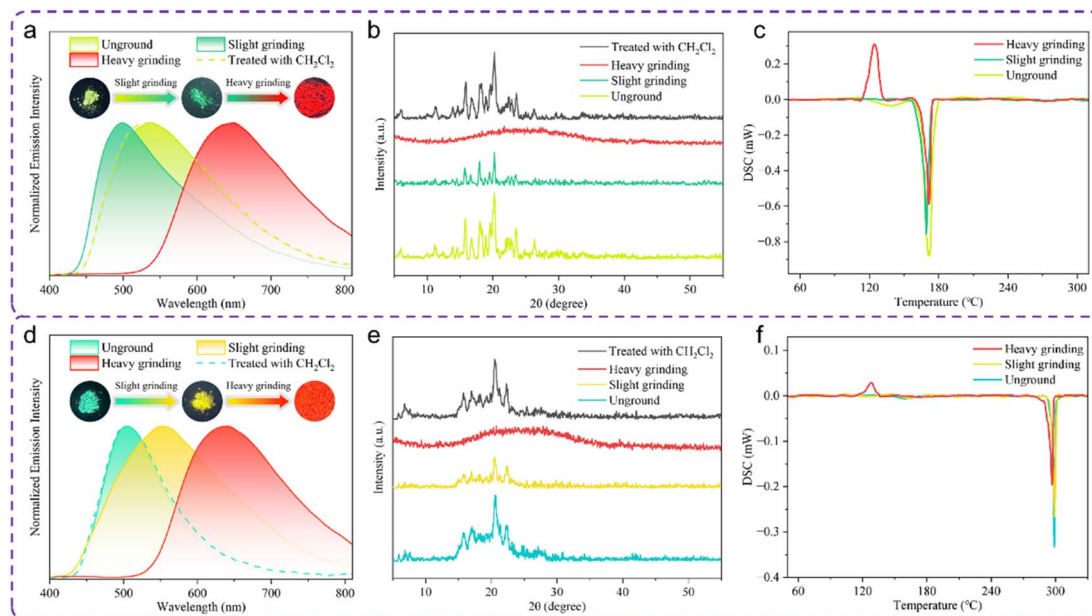 a
Unground
Slight grinding
Heavy grinding
Treated with CH₂Cl₂
Slight grinding
Heavy grinding
Normalized Emission Intensity
400 500 600 700 800
Wavelength (nm)
b
Treated with CH₂Cl₂
Heavy grinding
Slight grinding
Unground
Intensity (a.u.)
10 20 30 40 50
2θ (degree)
c
Heavy grinding
Slight grinding
Unground
DSC (mW)
0.4
0.0
-0.4
-0.8
60 120 180 240 300
Temperature (℃)
d
Unground
Slight grinding
Heavy grinding
Treated with CH₂Cl₂
Slight grinding
Heavy grinding
Normalized Emission Intensity
400 500 600 700 800
Wavelength (nm)
e
Treated with CH₂Cl₂
Heavy grinding
Slight grinding
Unground
Intensity (a.u.)
10 20 30 40 50
2θ (degree)
f
Heavy grinding
Slight grinding
Unground
DSC (mW)
0.1
0.0
-0.1
-0.2
-0.3
-0.4
60 120 180 240 300
Temperature (℃)